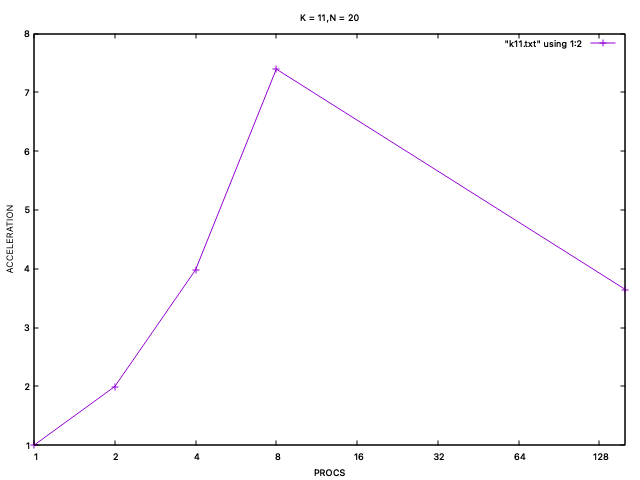 K = 11,N = 20
"k11.txt" using 1:2
8
7
6
5
4
3
2
1
ACCELERATION
1 2 4 8 16 32 64 128
PROCS